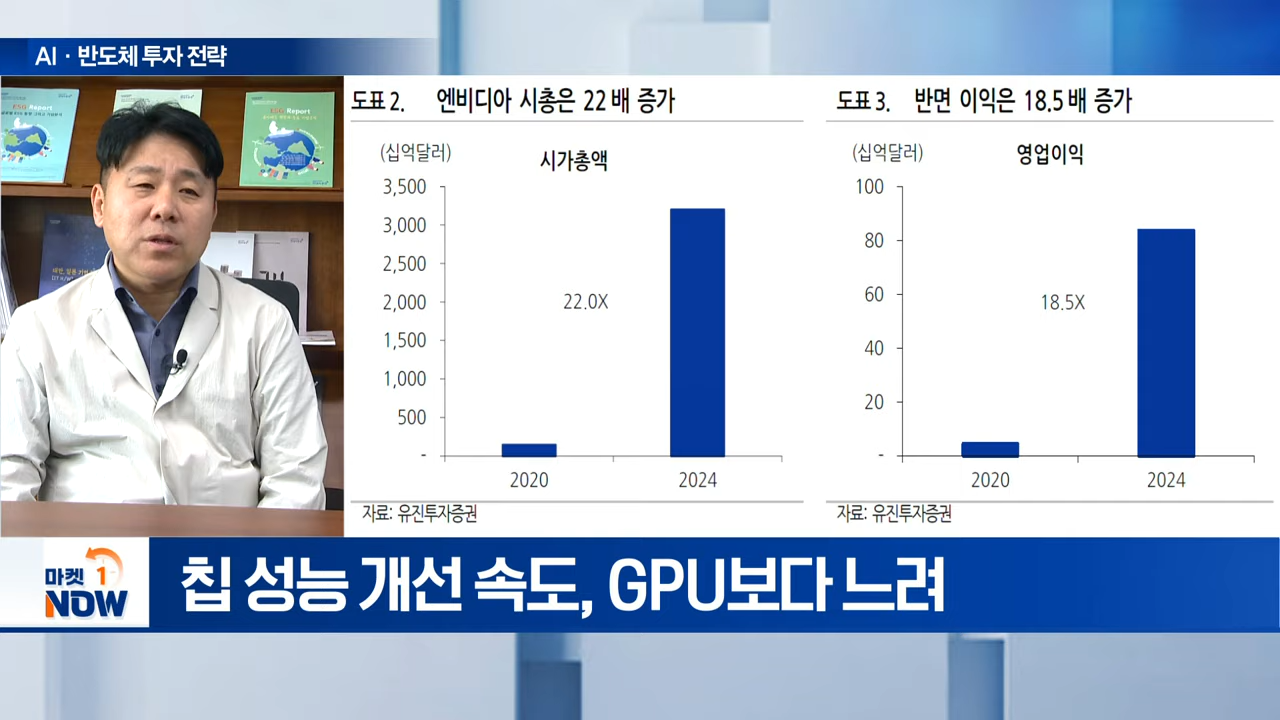 AI · 반도체 투자 전략
ESG Report
ESG Report
도표 2. 엔비디아 시총은 22 배 증가
(십억달러)
시가총액
3,500
3,000
2,500
2,000
1,500
1,000
500
-
22.0X
2020 2024
자료: 유진투자증권
도표 3. 반면 이익은 18.5 배 증가
(십억달러)
영업이익
100
80
60
40
20
-
18.5X
2020 2024
자료: 유진투자증권
마켓 1
NOW
칩 성능 개선 속도, GPU보다 느려